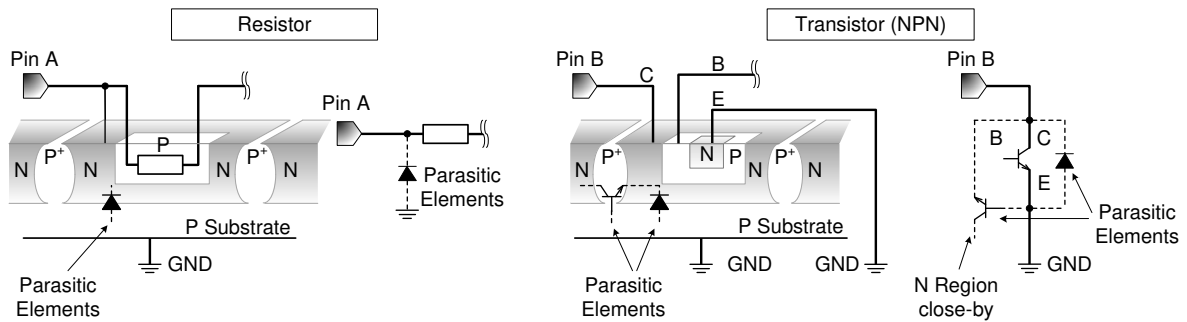 Resistor
Transistor (NPN)
Pin A
Pin A
Pin B
C
B
E
Pin B
N
P+
N
P
N
P+
N
Parasitic
Elements
N
P+
N
N
P
P+
N
B
C
E
Parasitic
Elements
P Substrate
GND
Parasitic
Elements
P Substrate
GND
GND
Parasitic
Elements
GND
N Region
close-by